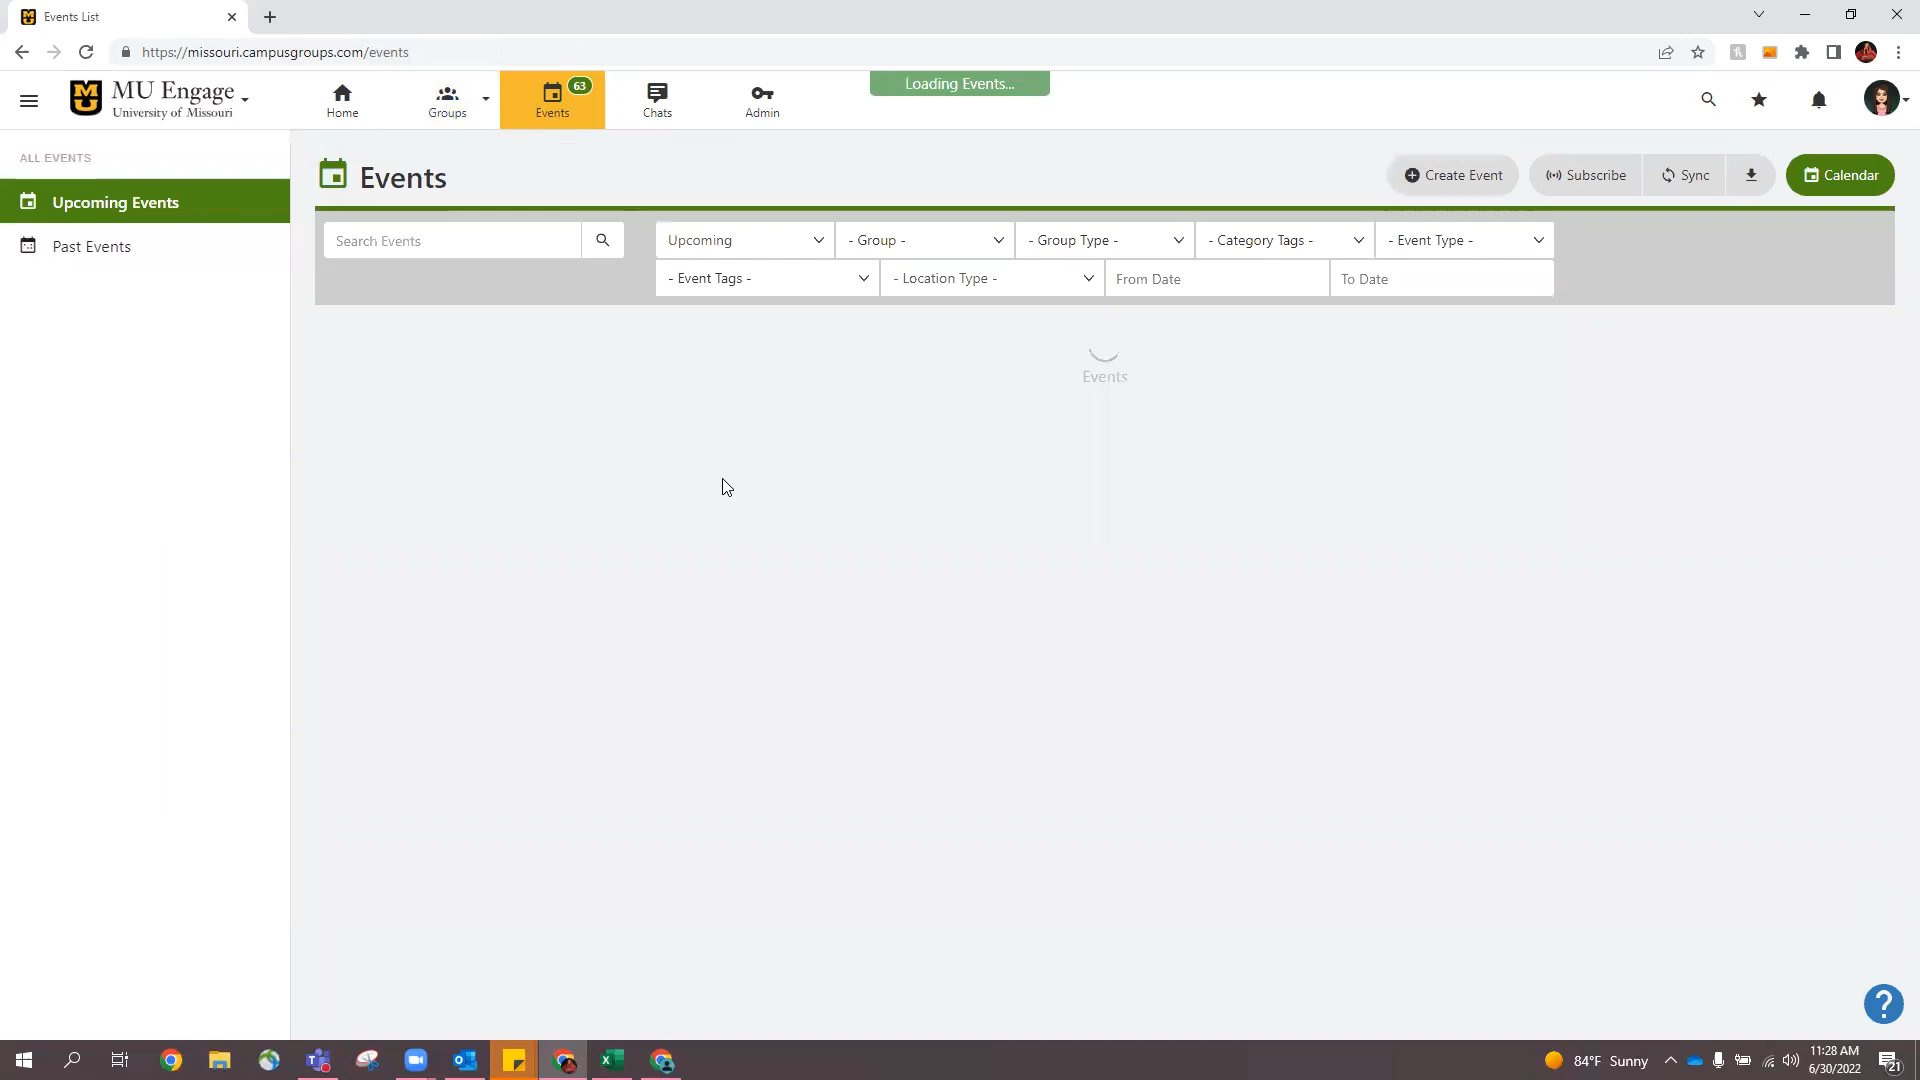 Events List
https://missouri.campusgroups.com/events
MU Engage
University of Missouri
Home
Groups
Events
63
Chats
Admin
Loading Events...
ALL EVENTS
Upcoming Events
Past Events
Events
Create Event
Subscribe
Sync
Calendar
Search Events
Upcoming
- Group -
- Group Type -
- Category Tags -
- Event Type -
- Event Tags -
- Location Type -
From Date
To Date
Events
?
84°F Sunny
11:28 AM
6/30/2022
21